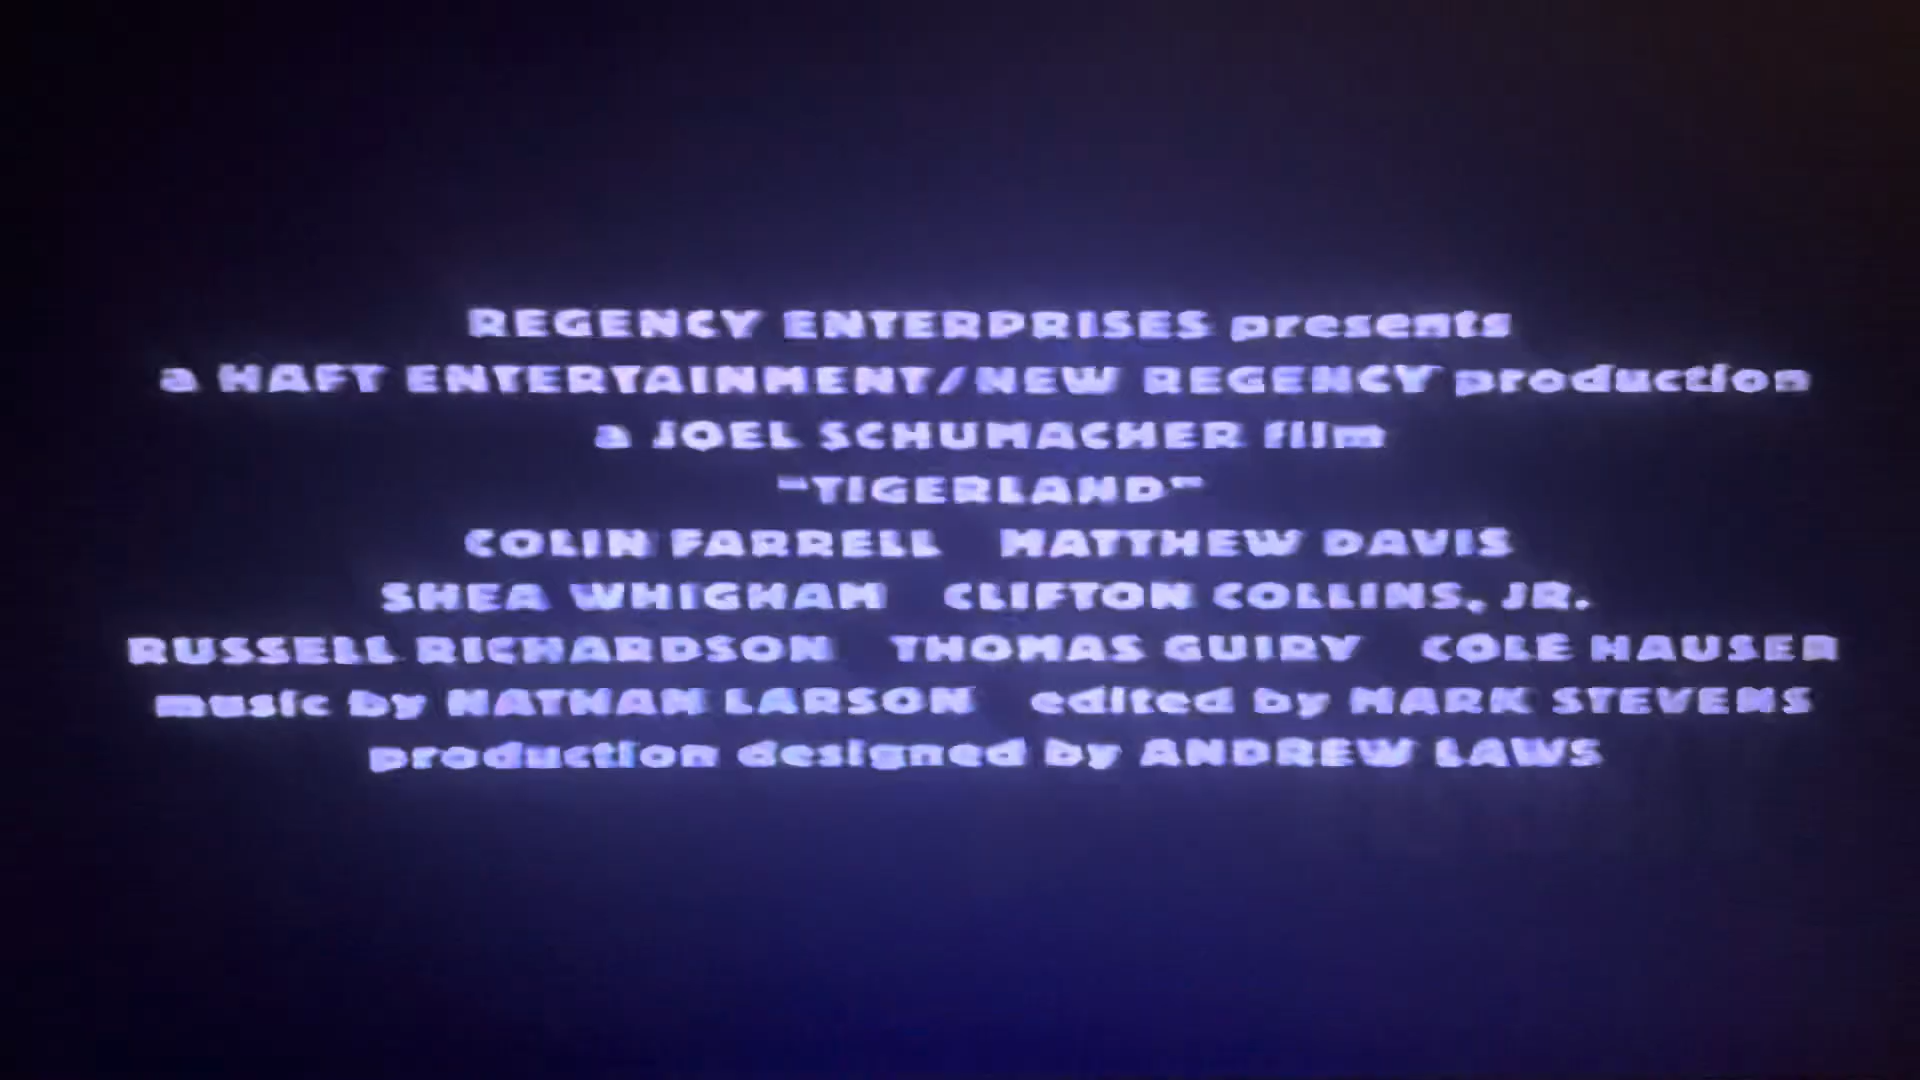 REGENCY ENTERPRISES presents
a HAFT ENTERTAINMENT/NEW REGENCY production
a JOEL SCHUMACHER film
"TIGERLAND"
COLIN FARRELL MATTHEW DAVIS
SHEA WHIGHAM CLIFTON COLLINS, JR.
RUSSELL RICHARDSON THOMAS GUIRY COLE HAUSER
music by NATHAN LARSON edited by MARK STEVENS
production designed by ANDREW LAWS